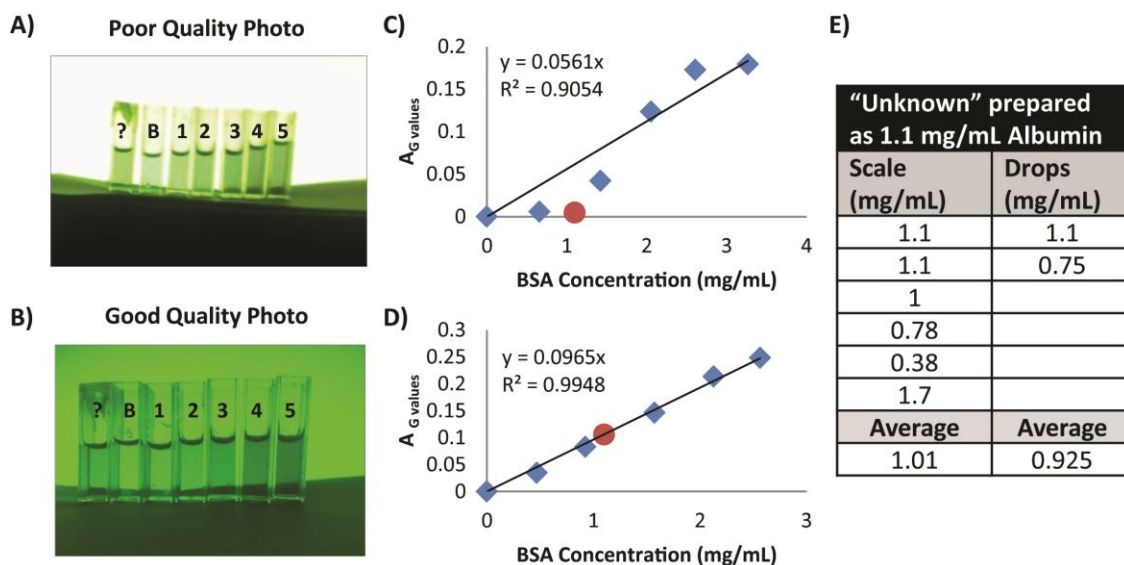 A)
Poor Quality Photo
? B 1 2 3 4 5
B)
Good Quality Photo
? B 1 2 3 4 5
C)
0.2
0.15
0.1
0.05
0
A G values
y = 0.0561x
R² = 0.9054
0 1 2 3 4
BSA Concentration (mg/mL)
D)
0.3
0.25
0.2
0.15
0.1
0.05
0
A G values
y = 0.0965x
R² = 0.9948
0 1 2 3
BSA Concentration (mg/mL)
E)
“Unknown” prepared
as 1.1 mg/mL Albumin
Scale Drops
(mg/mL) (mg/mL)
1.1 1.1
1.1 0.75
1
0.78
0.38
1.7
Average Average
1.01 0.925